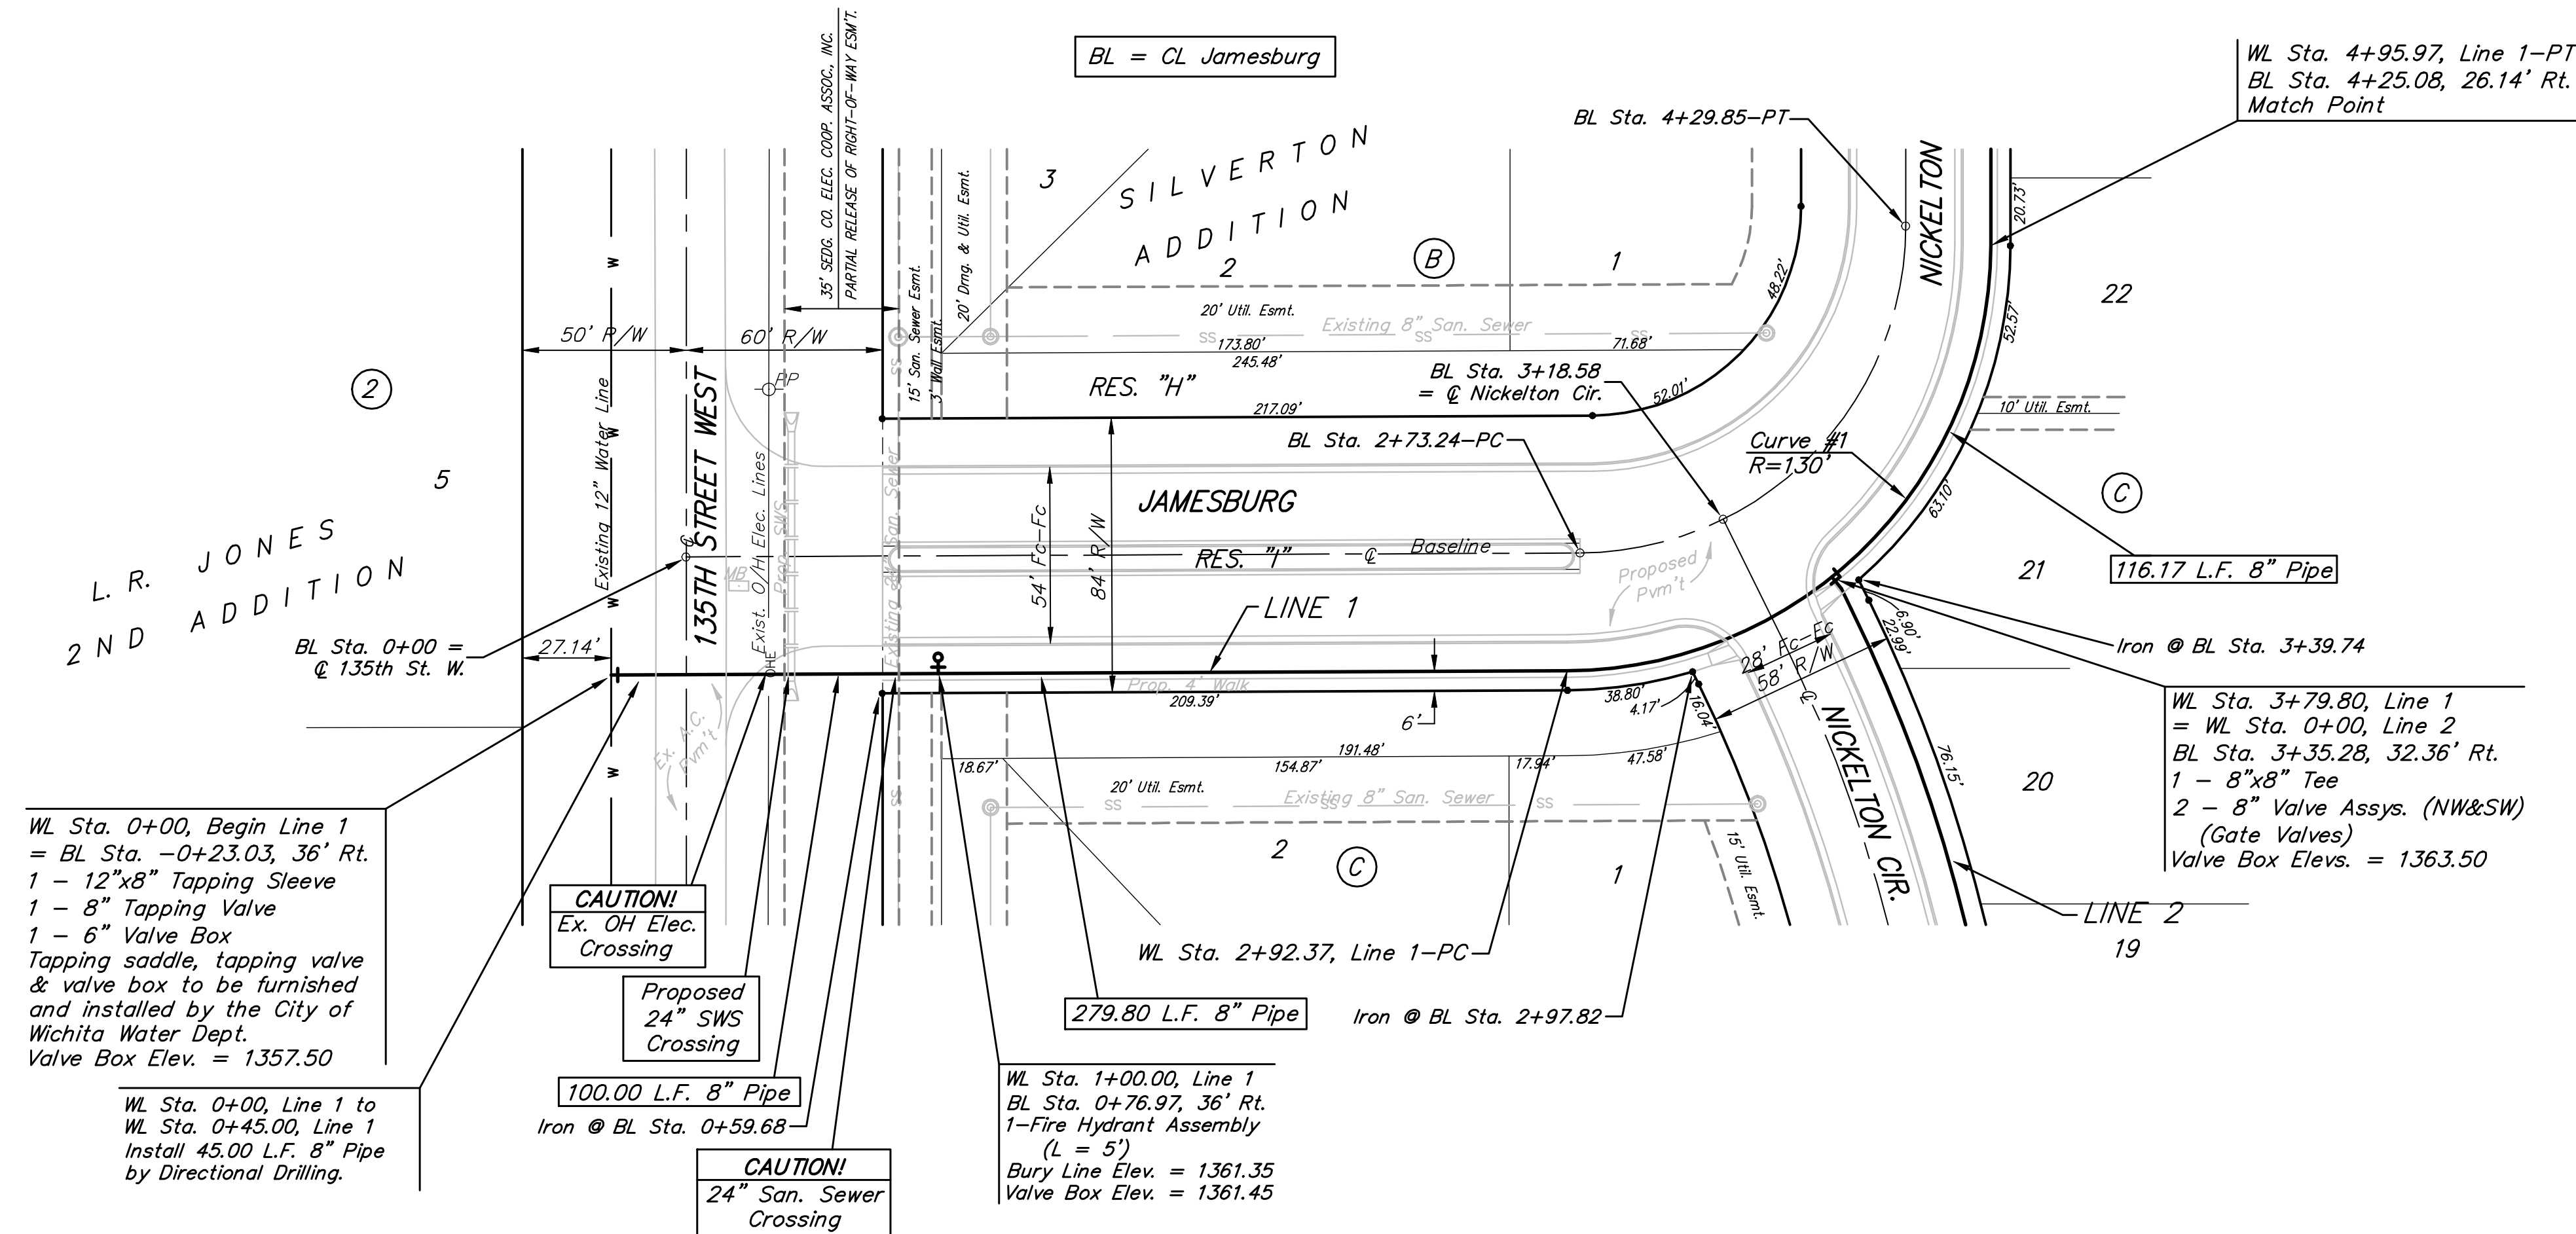 BL = CL Jamesburg
35' SEDG. CO. ELEC. COOP. ASSOC., INC.
PARTIAL RELEASE OF RIGHT-OF-WAY ESM'T.
WL Sta. 4+95.97, Line 1-PT
BL Sta. 4+25.08, 26.14' Rt.
Match Point
BL Sta. 4+29.85-PT
NICKELTON
20.73'
SILVERTON
ADDITION
3
2
B
1
22
15' San. Sewer Esmt.
3' Wall Esmt.
20' Drng. & Util. Esmt.
20' Util. Esmt.
Existing 8" San. Sewer
SS
SS
SS
SS
173.80'
71.68'
245.48'
48.22'
52.57'
50' R/W
60' R/W
PP
2
5
RES. "H"
BL Sta. 3+18.58
= ℄ Nickelton Cir.
52.01'
217.09'
10' Util. Esmt.
BL Sta. 2+73.24-PC
Curve #1
R=130'
C
63.10'
Existing 12" Water Line
W
W
W
W
135TH STREET WEST
℄
Exist. O/H Elec. Lines
Prop. SWS
Existing 24" San. Sewer
MB
54' Fc-Fc
84' R/W
JAMESBURG
RES. "I"
℄
Baseline
Proposed
Pvm't
116.17 L.F. 8" Pipe
21
L. R. JONES
2ND ADDITION
LINE 1
BL Sta. 0+00 =
℄ 135th St. W.
27.14'
OHE
6.90'
22.99'
28' Fc-Fc
58' R/W
Iron @ BL Sta. 3+39.74
Prop. 4' Walk
209.39'
6'
38.80'
4.17'
16.04'
℄
NICKELTON CIR.
WL Sta. 3+79.80, Line 1
= WL Sta. 0+00, Line 2
BL Sta. 3+35.28, 32.36' Rt.
1 - 8"x8" Tee
2 - 8" Valve Assys. (NW&SW)
(Gate Valves)
Valve Box Elevs. = 1363.50
Ex. A.C.
Pvm't
191.48'
18.67'
154.87'
17.94'
47.58'
76.15'
20
20' Util. Esmt.
Existing 8" San. Sewer
SS
SS
SS
SS
2
C
1
15' Util. Esmt.
LINE 2
19
WL Sta. 0+00, Begin Line 1
= BL Sta. -0+23.03, 36' Rt.
1 - 12"x8" Tapping Sleeve
1 - 8" Tapping Valve
1 - 6" Valve Box
Tapping saddle, tapping valve
& valve box to be furnished
and installed by the City of
Wichita Water Dept.
Valve Box Elev. = 1357.50
CAUTION!
Ex. OH Elec.
Crossing
WL Sta. 2+92.37, Line 1-PC
Proposed
24" SWS
Crossing
279.80 L.F. 8" Pipe
Iron @ BL Sta. 2+97.82
100.00 L.F. 8" Pipe
Iron @ BL Sta. 0+59.68
WL Sta. 0+00, Line 1 to
WL Sta. 0+45.00, Line 1
Install 45.00 L.F. 8" Pipe
by Directional Drilling.
WL Sta. 1+00.00, Line 1
BL Sta. 0+76.97, 36' Rt.
1-Fire Hydrant Assembly
(L = 5')
Bury Line Elev. = 1361.35
Valve Box Elev. = 1361.45
CAUTION!
24" San. Sewer
Crossing